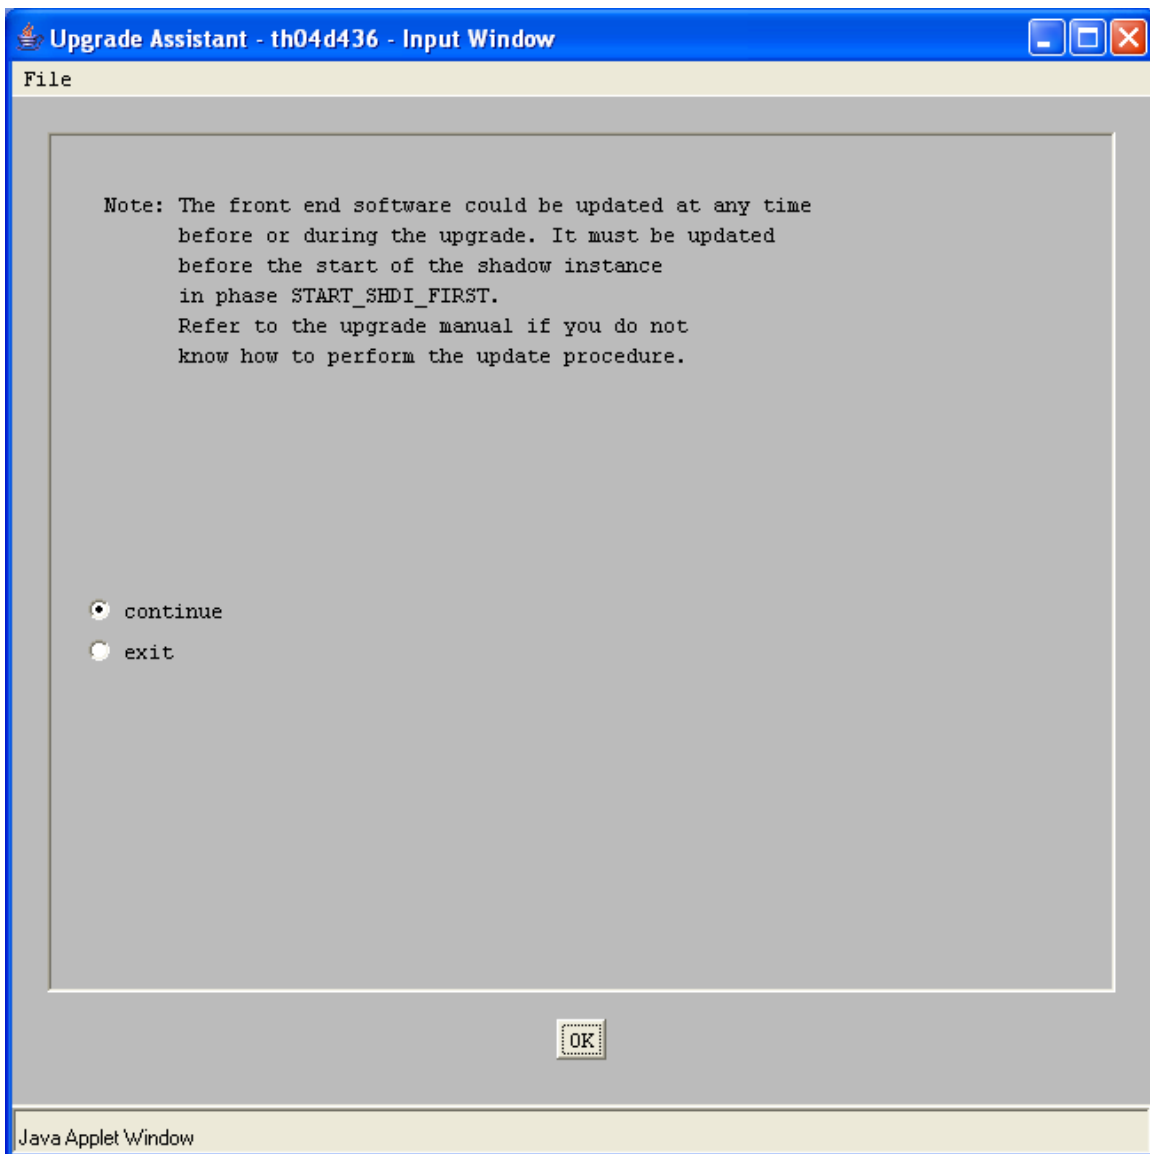 Upgrade Assistant - th04d436 - Input Window
File
Note: The front end software could be updated at any time
before or during the upgrade. It must be updated
before the start of the shadow instance
in phase START_SHDI_FIRST.
Refer to the upgrade manual if you do not
know how to perform the update procedure.
continue
exit
OK
Java Applet Window